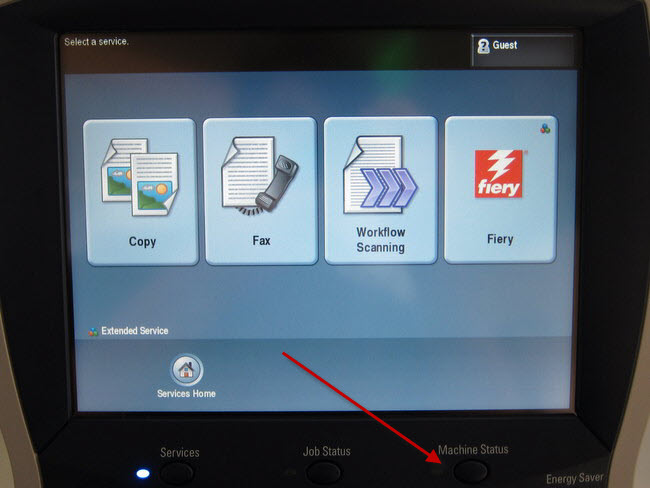 Select a service.
Guest
Copy
Fax
Workflow
Scanning
fiery
Fiery
Extended Service
Services Home
Services
Job Status
Machine Status
Energy Saver